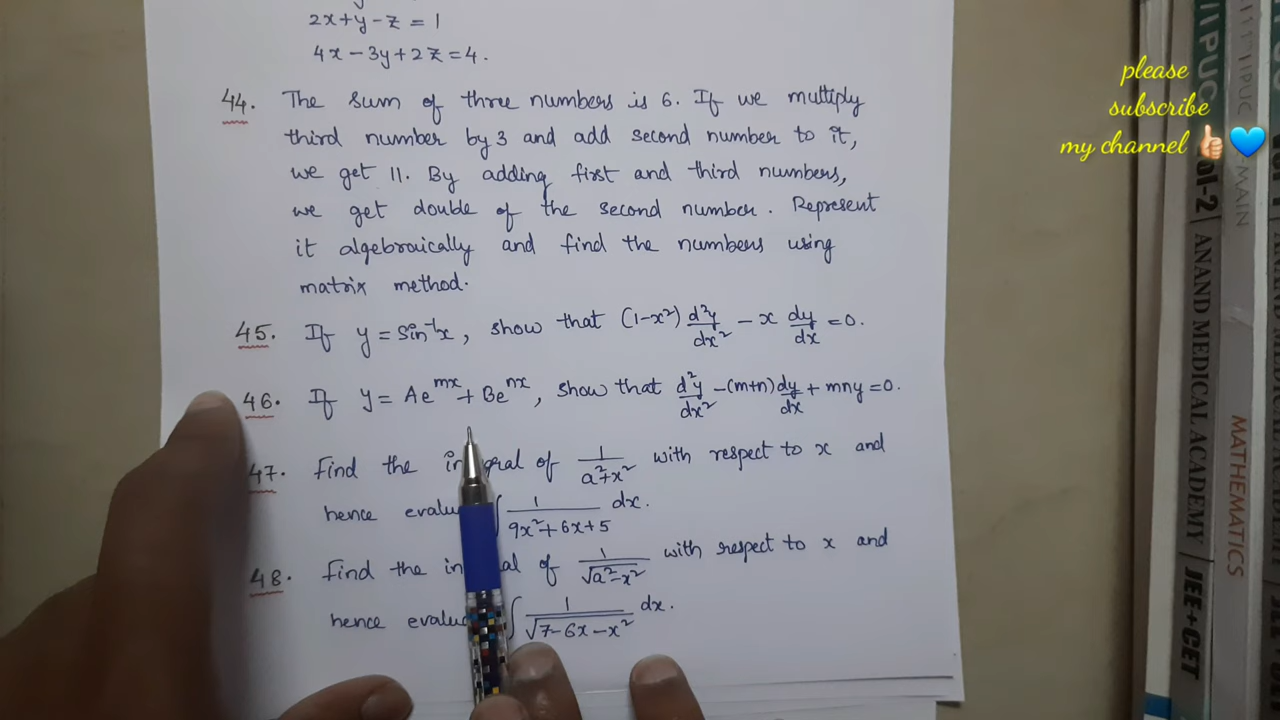 2x+y-z = 1
4x-3y+2z=4.
44. The sum of three numbers is 6. If we multiply
third number by 3 and add second number to it,
we get 11. By adding first and third numbers,
we get double of the second number. Represent
it algebraically and find the numbers using
matrix method.
45. If y = Sin⁻¹x, show that (1-x²) d²y/dx² - x dy/dx = 0.
46. If y = Ae^mx + Be^nx, show that d²y/dx² - (m+n) dy/dx + mny = 0.
47. Find the in gral of 1/(a²+x²) with respect to x and
hence evalu ∫ 1/(9x²+6x+5) dx.
48. Find the in al of 1/√(a²-x²) with respect to x and
hence evalu ∫ 1/√(7-6x-x²) dx.
please
subscribe
my channel 👍🏻💙
ANAND MEDICAL ACADEMY
JEE+CET
MAIN
MATHEMATICS